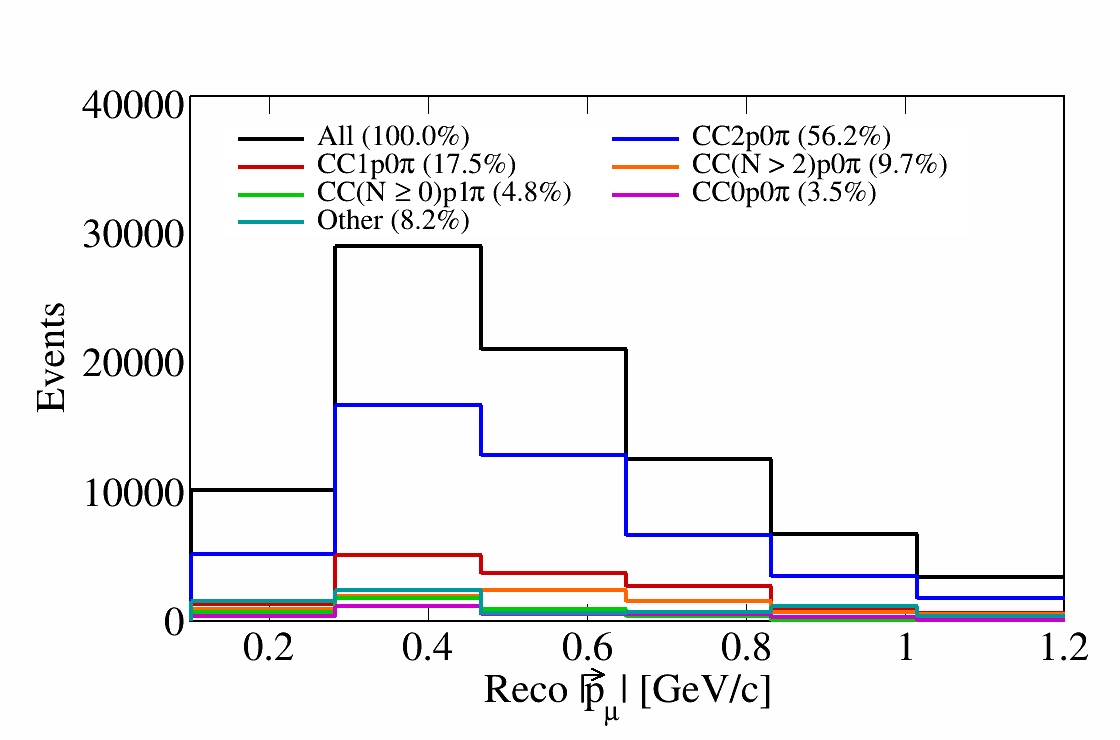 40000
30000
20000
10000
0
Events
All (100.0%)
CC2p0π (56.2%)
CC1p0π (17.5%)
CC(N > 2)p0π (9.7%)
CC(N ≥ 0)p1π (4.8%)
CC0p0π (3.5%)
Other (8.2%)
0.2 0.4 0.6 0.8 1 1.2
Reco |p⃗μ| [GeV/c]